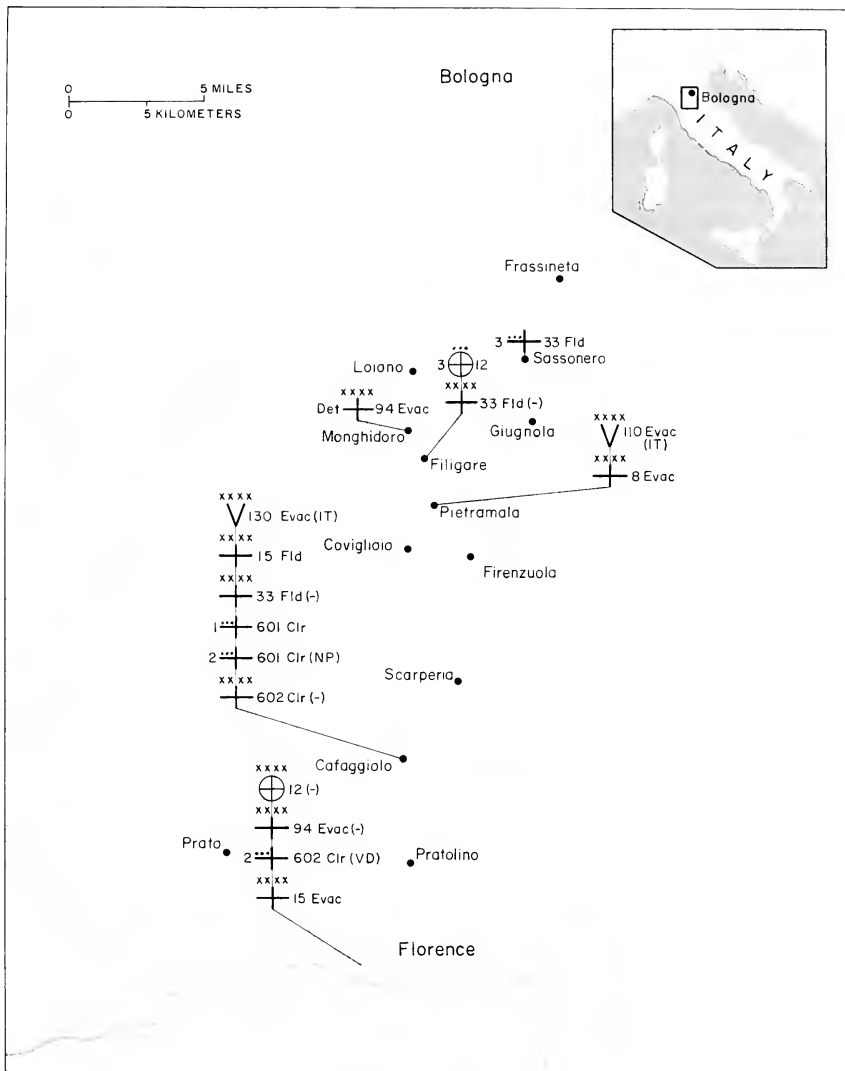 Bologna
0 5 MILES
0 5 KILOMETERS
Bologna
ITALY
Frassineta
3 ... 33 Fld
Sassonero
...
3 12
Loiano
xxxx
Det 94 Evac
xxxx
33 Fld (-)
Monghidoro
Giugnola
Filigare
xxxx
110 Evac
(IT)
xxxx
8 Evac
Pietramala
xxxx
130 Evac (IT)
xxxx
15 Fld
xxxx
33 Fld (-)
1 ... 601 Clr
2 ... 601 Clr (NP)
xxxx
602 Clr (-)
Covigliaio
Firenzuola
Scarperia
Cafaggiolo
xxxx
12 (-)
xxxx
94 Evac (-)
2 ... 602 Clr (VD)
xxxx
15 Evac
Prato
Pratolino
Florence